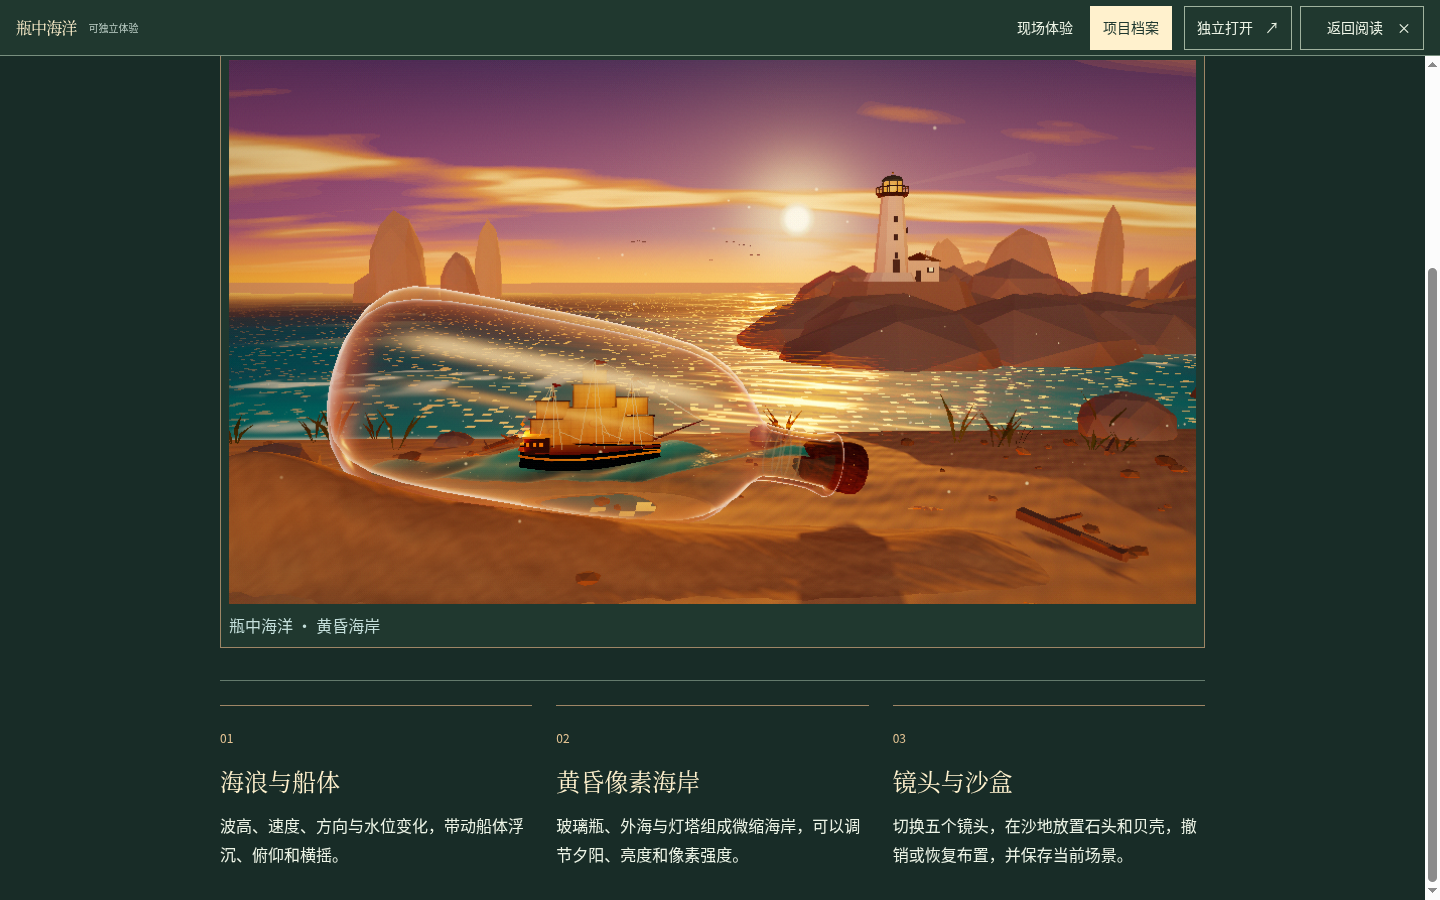 瓶中海洋 可独立体验 现场体验 项目档案 独立打开 ↗ 返回阅读 ×
瓶中海洋 · 黄昏海岸
01
海浪与船体
波高、速度、方向与水位变化，带动船体浮
沉、俯仰和横摇。
02
黄昏像素海岸
玻璃瓶、外海与灯塔组成微缩海岸，可以调
节夕阳、亮度和像素强度。
03
镜头与沙盒
切换五个镜头，在沙地放置石头和贝壳，撤
销或恢复布置，并保存当前场景。